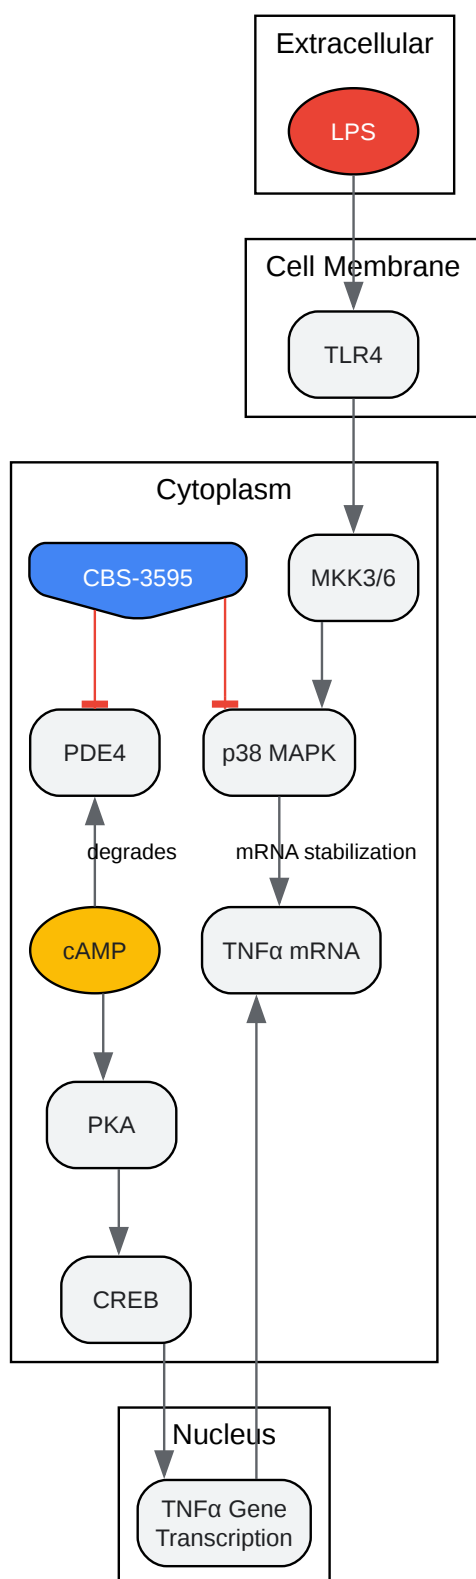 Extracellular
LPS
Cell Membrane
TLR4
Cytoplasm
CBS-3595
MKK3/6
PDE4
p38 MAPK
degrades
mRNA stabilization
cAMP
TNFα mRNA
PKA
CREB
Nucleus
TNFα Gene
Transcription